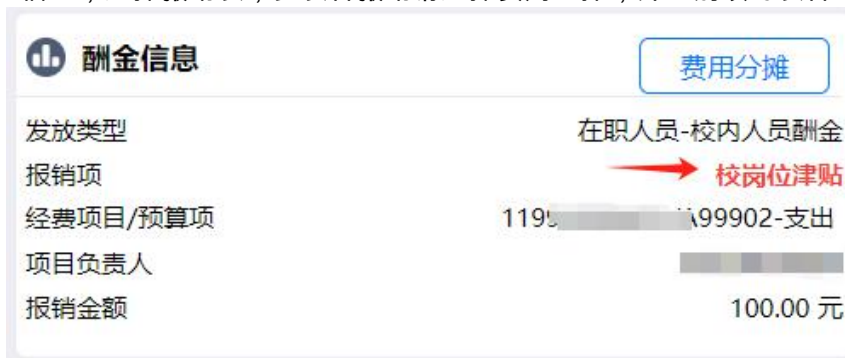 酬金信息
费用分摊
发放类型 在职人员-校内人员酬金
报销项 校岗位津贴
经费项目/预算项 119 99902-支出
项目负责人
报销金额 100.00 元